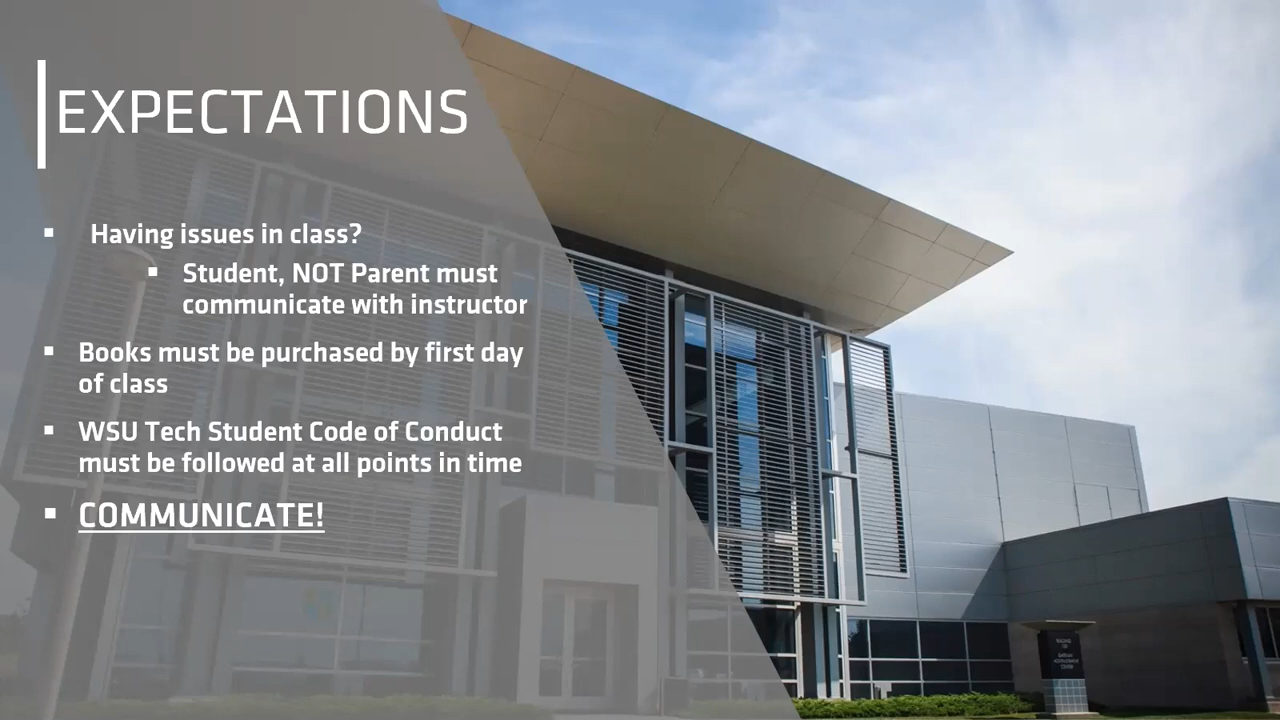 EXPECTATIONS
Having issues in class?
Student, NOT Parent must
communicate with instructor
Books must be purchased by first day
of class
WSU Tech Student Code of Conduct
must be followed at all points in time
COMMUNICATE!